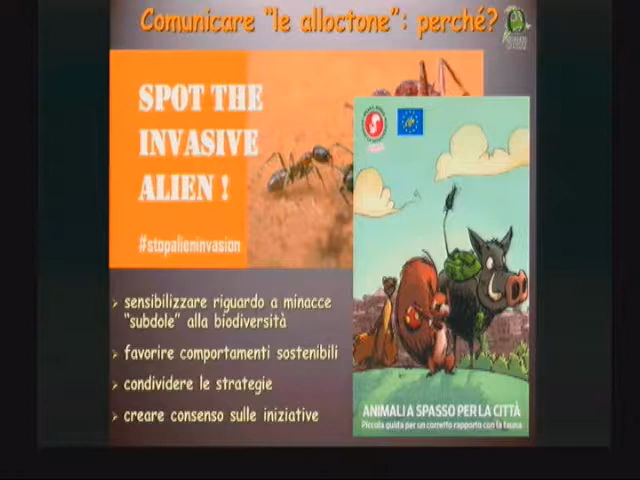 Comunicare "le alloctone": perché?
SPOT THE
INVASIVE
ALIEN !
#stopalieninvasion
sensibilizzare riguardo a minacce
"subdole" alla biodiversità
favorire comportamenti sostenibili
condividere le strategie
creare consenso sulle iniziative
ANIMALI A SPASSO PER LA CITTÀ
Piccola guida per un corretto rapporto con la fauna